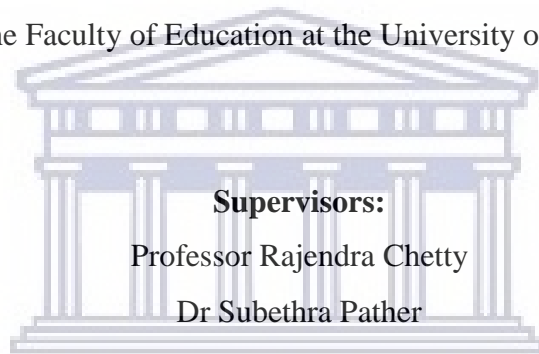 e Faculty of Education at the University o
Supervisors:
Professor Rajendra Chetty
Dr Subethra Pather